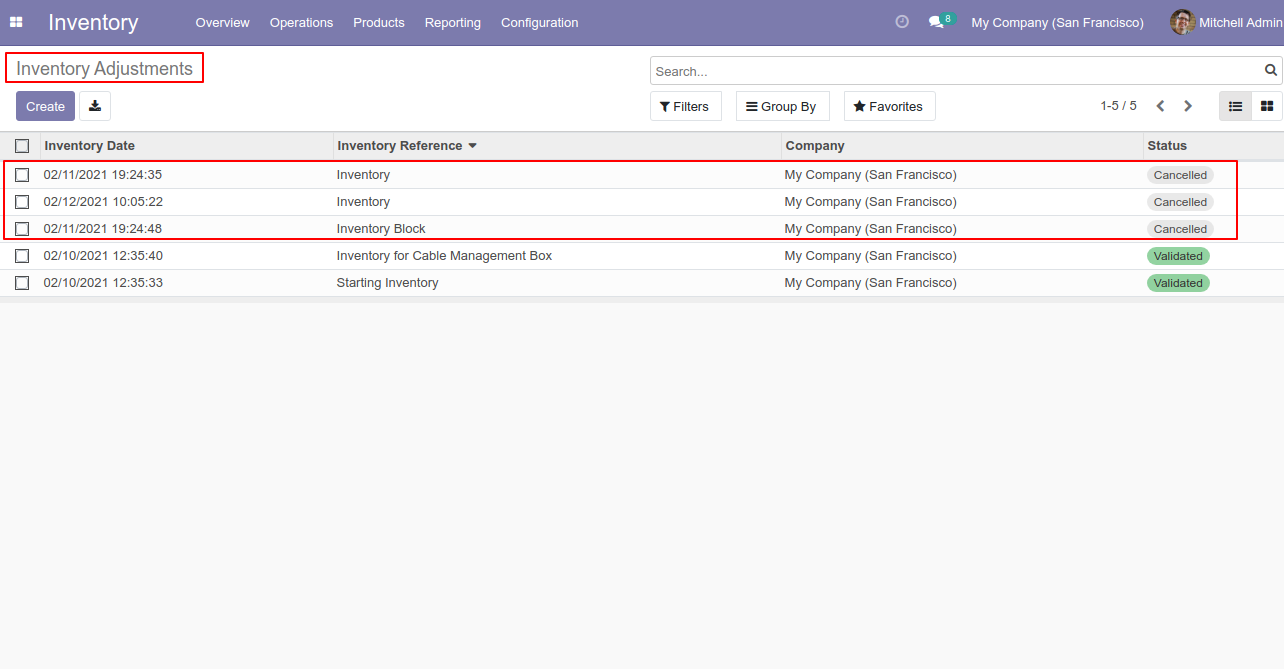 Inventory Overview Operations Products Reporting Configuration 8 My Company (San Francisco) Mitchell Admin
Inventory Adjustments Search...
Create Filters Group By Favorites 1-5 / 5
Inventory Date Inventory Reference Company Status
02/11/2021 19:24:35 Inventory My Company (San Francisco) Cancelled
02/12/2021 10:05:22 Inventory My Company (San Francisco) Cancelled
02/11/2021 19:24:48 Inventory Block My Company (San Francisco) Cancelled
02/10/2021 12:35:40 Inventory for Cable Management Box My Company (San Francisco) Validated
02/10/2021 12:35:33 Starting Inventory My Company (San Francisco) Validated